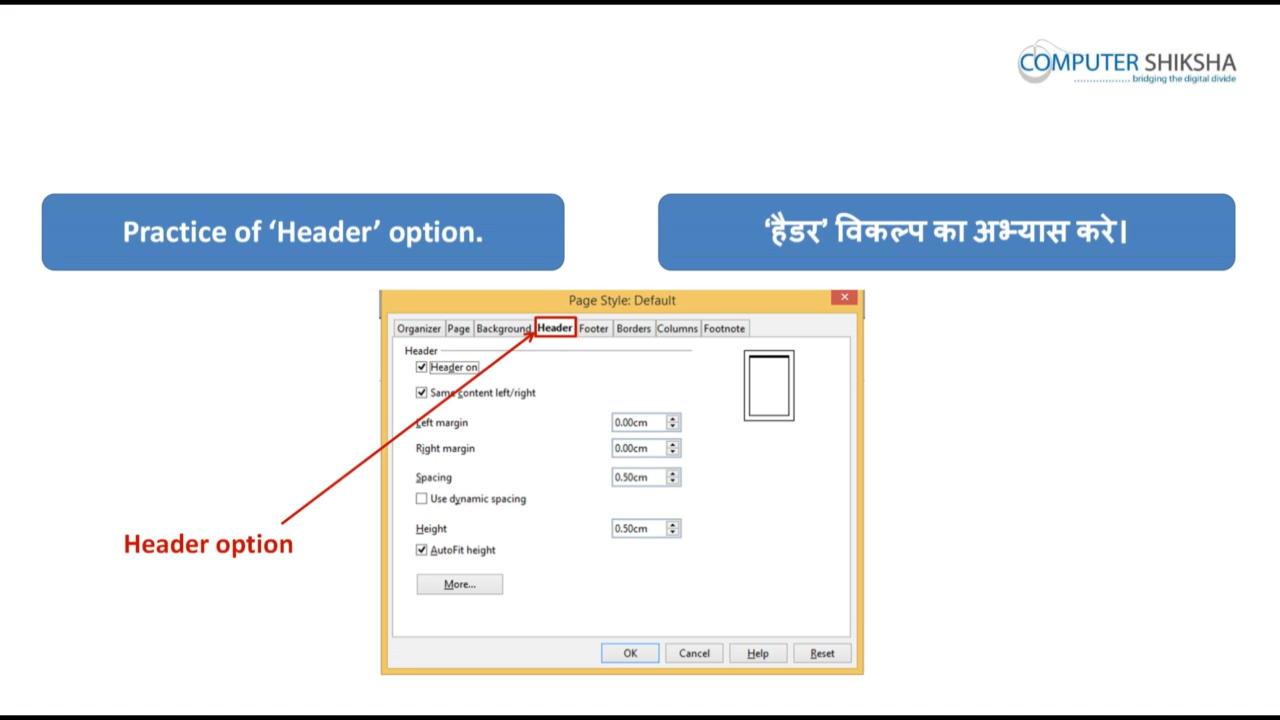 COMPUTER SHIKSHA
bridging the digital divide
Practice of ‘Header’ option.
‘हैडर’ विकल्प का अभ्यास करे।
Page Style: Default
Organizer Page Background Header Footer Borders Columns Footnote
Header
Header on
Same content left/right
Left margin 0.00cm
Right margin 0.00cm
Spacing 0.50cm
Use dynamic spacing
Height 0.50cm
AutoFit height
More...
Header option
OK Cancel Help Reset